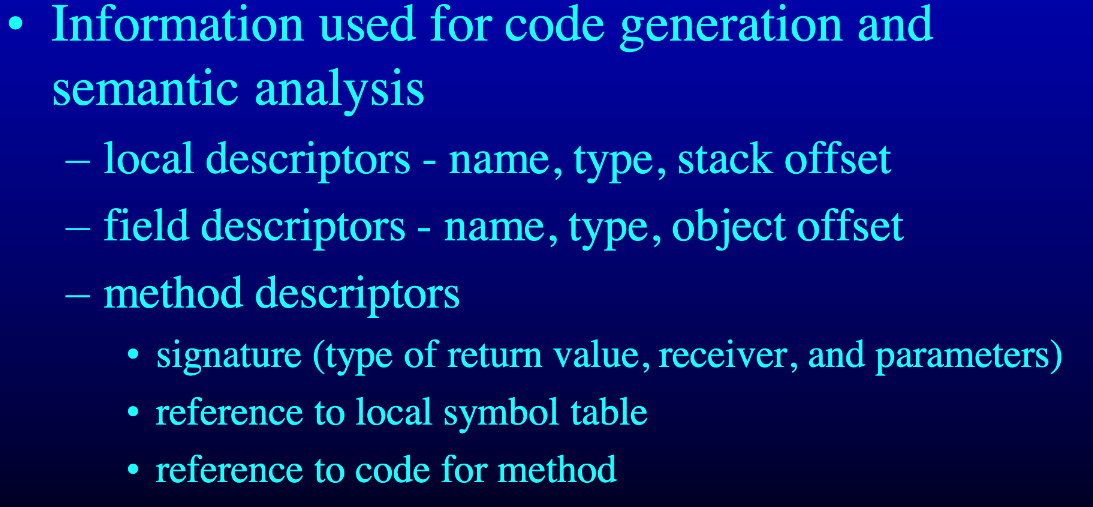 • Information used for code generation and
semantic analysis
– local descriptors - name, type, stack offset
– field descriptors - name, type, object offset
– method descriptors
• signature (type of return value, receiver, and parameters)
• reference to local symbol table
• reference to code for method